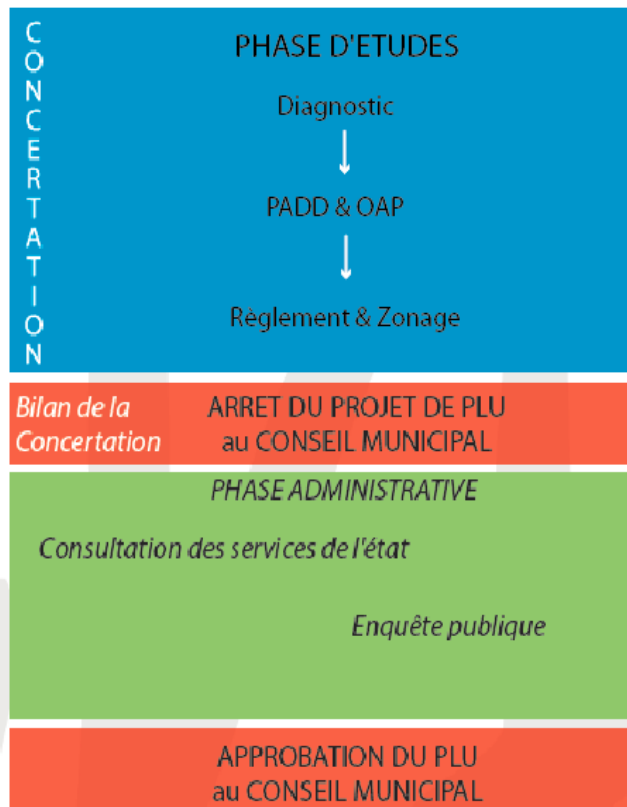 CONCERTATION
PHASE D'ETUDES
Diagnostic
PADD & OAP
Règlement & Zonage
Bilan de la
Concertation
ARRET DU PROJET DE PLU
au CONSEIL MUNICIPAL
PHASE ADMINISTRATIVE
Consultation des services de l'état
Enquête publique
APPROBATION DU PLU
au CONSEIL MUNICIPAL